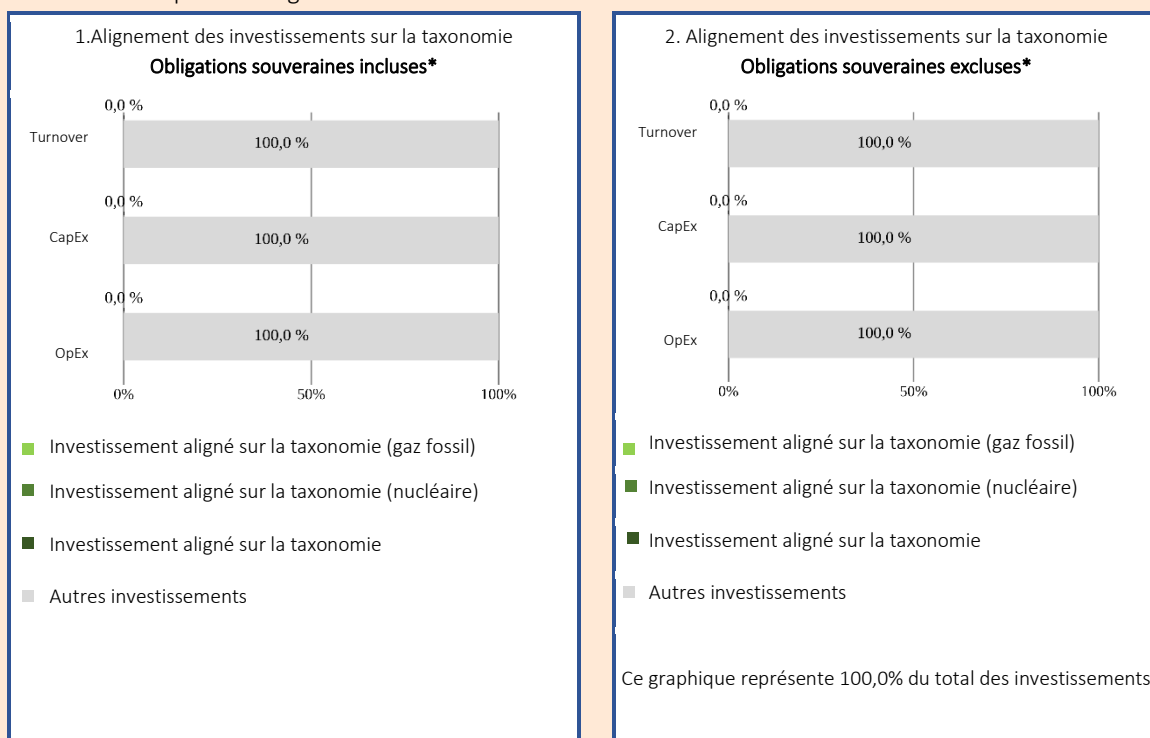 1.Alignement des investissements sur la taxonomie
Obligations souveraines incluses*
0,0 %
Turnover
100,0 %
0,0 %
CapEx
100,0 %
0,0 %
OpEx
100,0 %
0%
50%
100%
Investissement aligné sur la taxonomie (gaz fossil)
Investissement aligné sur la taxonomie (nucléaire)
Investissement aligné sur la taxonomie
Autres investissements
2. Alignement des investissements sur la taxonomie
Obligations souveraines excluses*
0,0 %
Turnover
100,0 %
0,0 %
CapEx
100,0 %
0,0 %
OpEx
100,0 %
0%
50%
100%
Investissement aligné sur la taxonomie (gaz fossil)
Investissement aligné sur la taxonomie (nucléaire)
Investissement aligné sur la taxonomie
Autres investissements
Ce graphique représente 100,0% du total des investissements